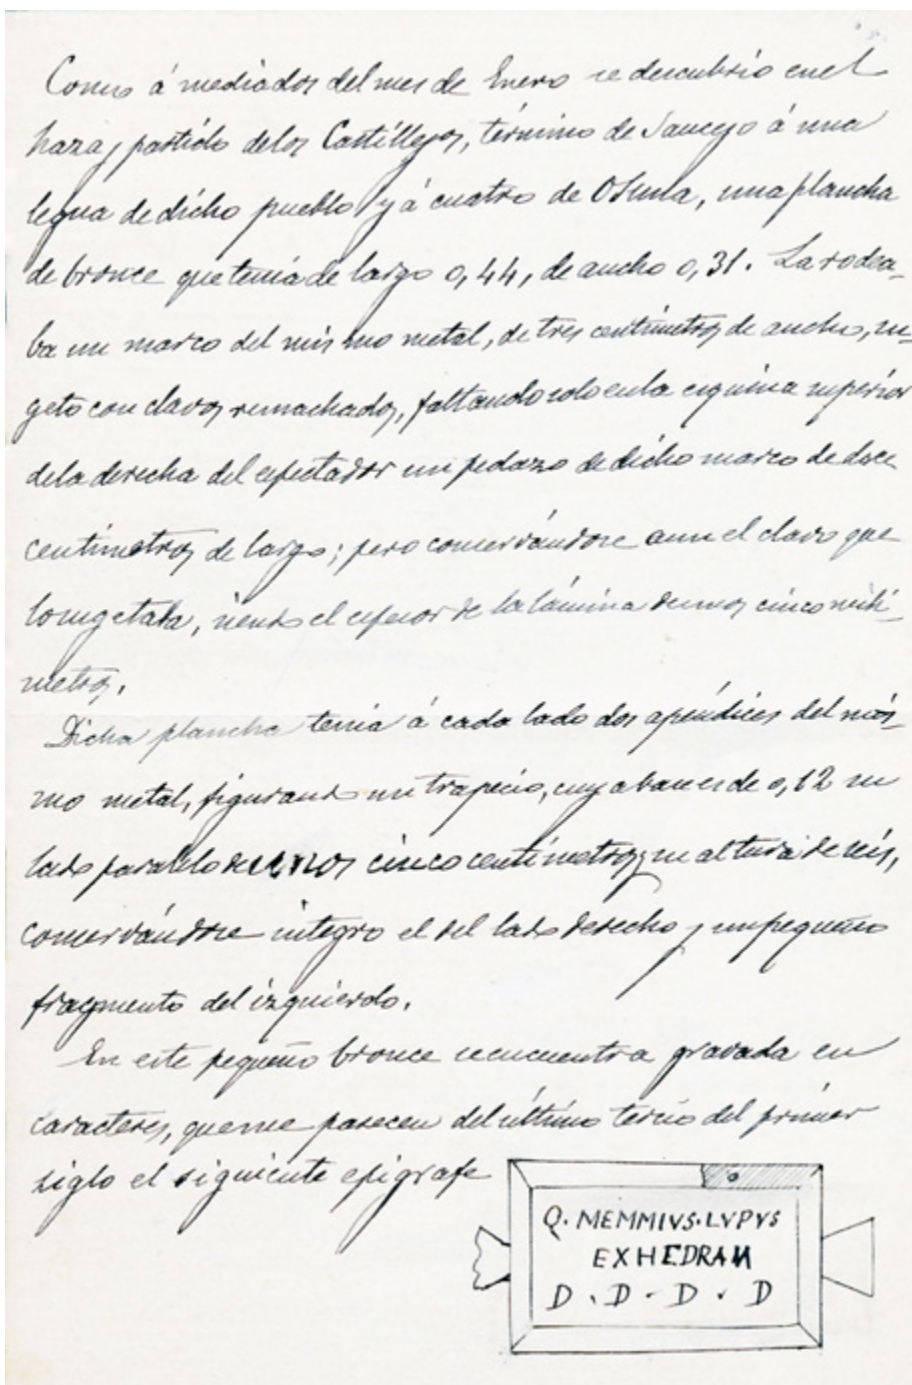 Como á mediados del mes de Enero se descubrió en el
haza y partido de los Castillejos, término de Saucejo á una
legua de dicho pueblo y á cuatro de Osuna, una plancha
de bronce que tenia de largo 0,44, de ancho 0,31. La rodea-
ba un marco del mismo metal, de tres centímetros de ancho, su-
geto con clavos remachados, faltando solo en la esquina superior
de la derecha del espectador un pedazo de dicho marco de doce
centímetros de largo; pero conservándose aun el clavo que
lo sugetaba, siendo el espesor de la lámina de unos cinco milí-
metros.
Dicha plancha tenia á cada lado dos apéndices del mis-
mo metal, figurando un trapecio, cuya base es de 0,12 su
lado paralelo de unos cinco centímetros y su altura de seis,
conservándose integro el del lado derecho y un pequeño
fragmento del izquierdo.
En este pequeño bronce se encuentra gravada en
caracteres, que me parecen del último tercio del primer
siglo el siguiente epigrafe
Q. MEMMIVS. LVPVS
EXHEDRAM
D. D. D. D